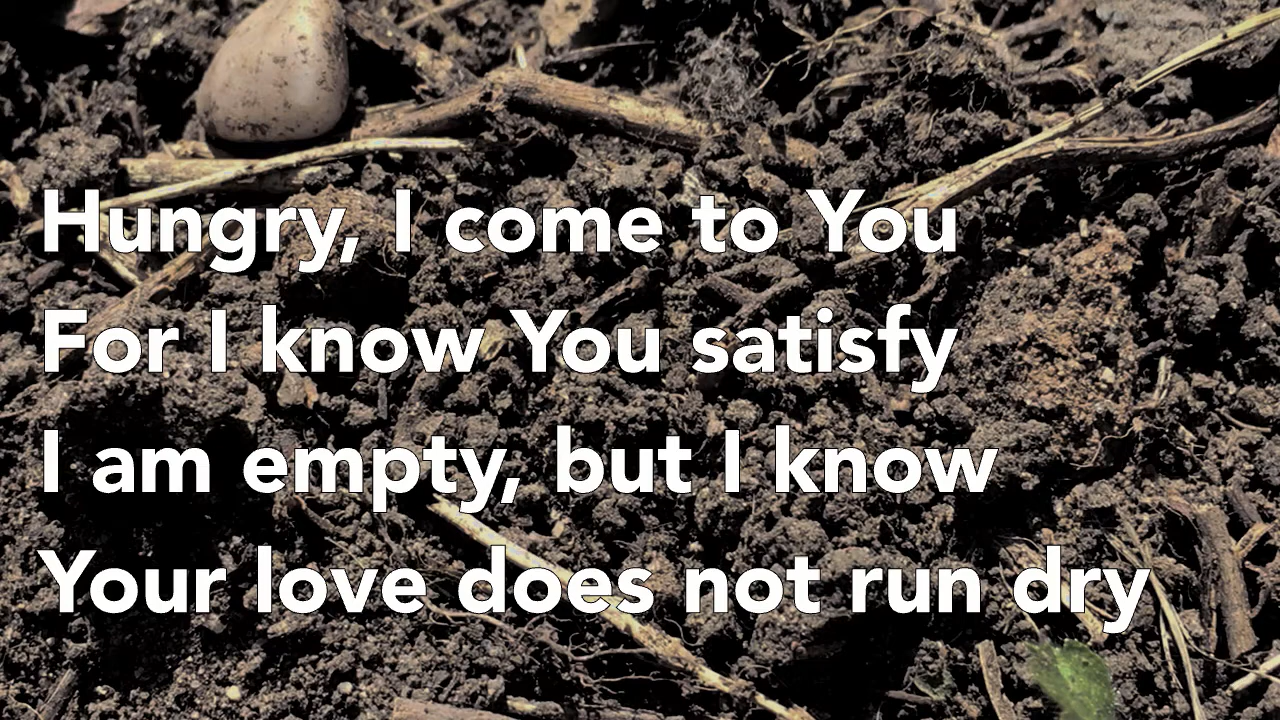 Hungry, I come to You
For I know You satisfy
I am empty, but I know
Your love does not run dry